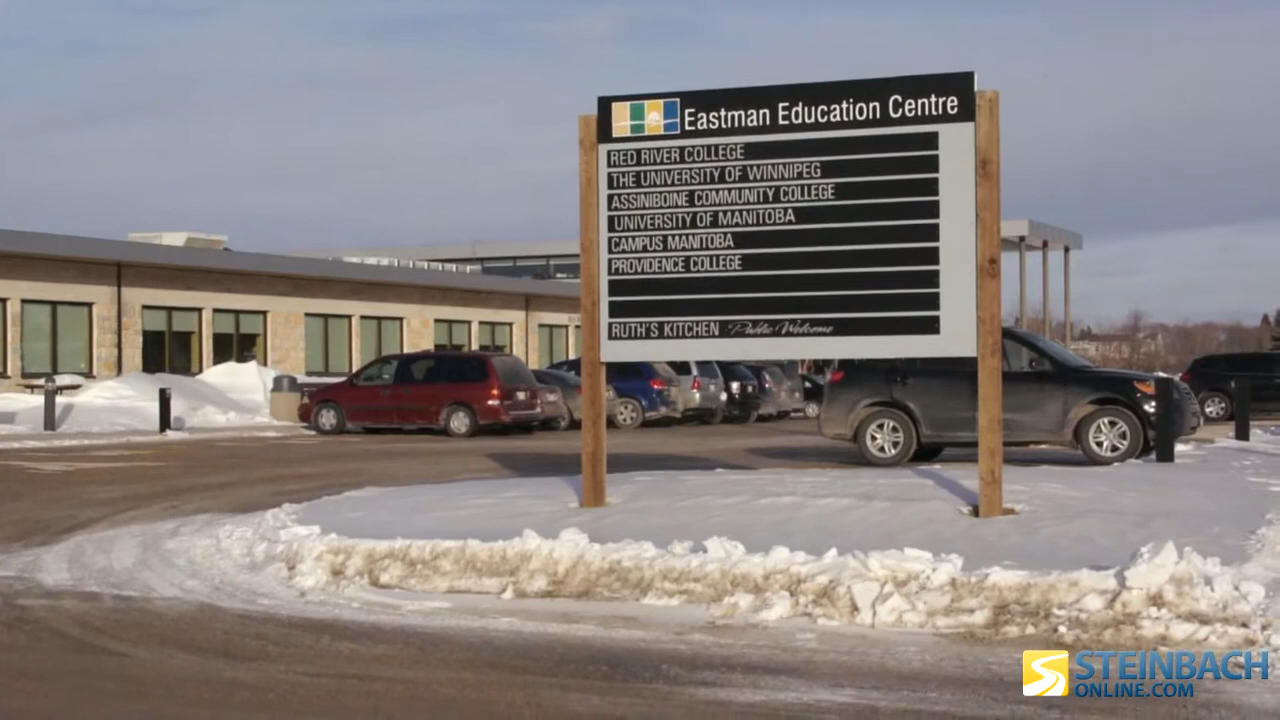 Eastman Education Centre
RED RIVER COLLEGE
THE UNIVERSITY OF WINNIPEG
ASSINIBOINE COMMUNITY COLLEGE
UNIVERSITY OF MANITOBA
CAMPUS MANITOBA
PROVIDENCE COLLEGE
RUTH'S KITCHEN Public Welcome
STEINBACH
ONLINE.COM